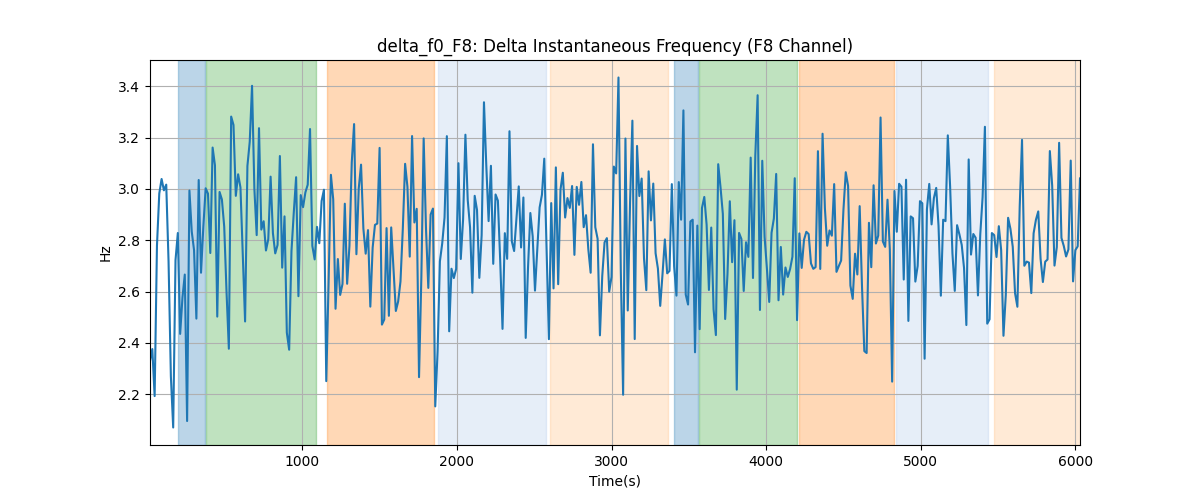 delta_f0_F8: Delta Instantaneous Frequency (F8 Channel)
Hz
3.4
3.2
3.0
2.8
2.6
2.4
2.2
1000 2000 3000 4000 5000 6000
Time(s)